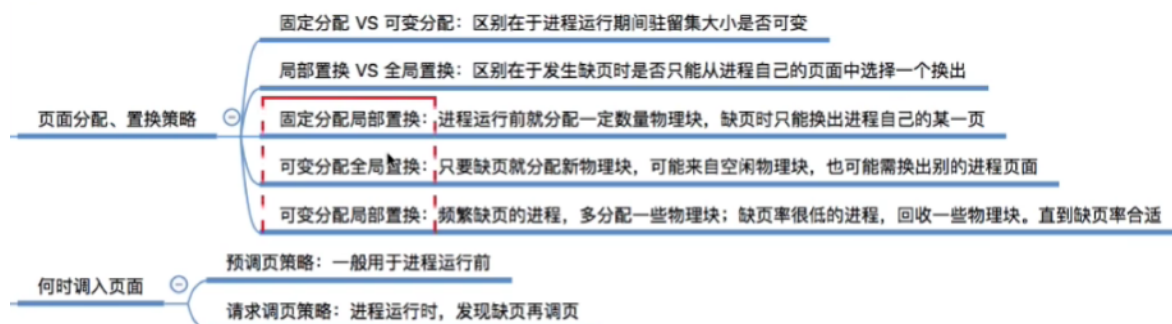 固定分配 VS 可变分配：区别在于进程运行期间驻留集大小是否可变
局部置换 VS 全局置换：区别在于发生缺页时是否只能从进程自己的页面中选择一个换出
页面分配、置换策略
固定分配局部置换：进程运行前就分配一定数量物理块，缺页时只能换出进程自己的某一页
可变分配全局置换：只要缺页就分配新物理块，可能来自空闲物理块，也可能需换出别的进程页面
可变分配局部置换：频繁缺页的进程，多分配一些物理块；缺页率很低的进程，回收一些物理块。直到缺页率合适
预调页策略：一般用于进程运行前
何时调入页面
请求调页策略：进程运行时，发现缺页再调页